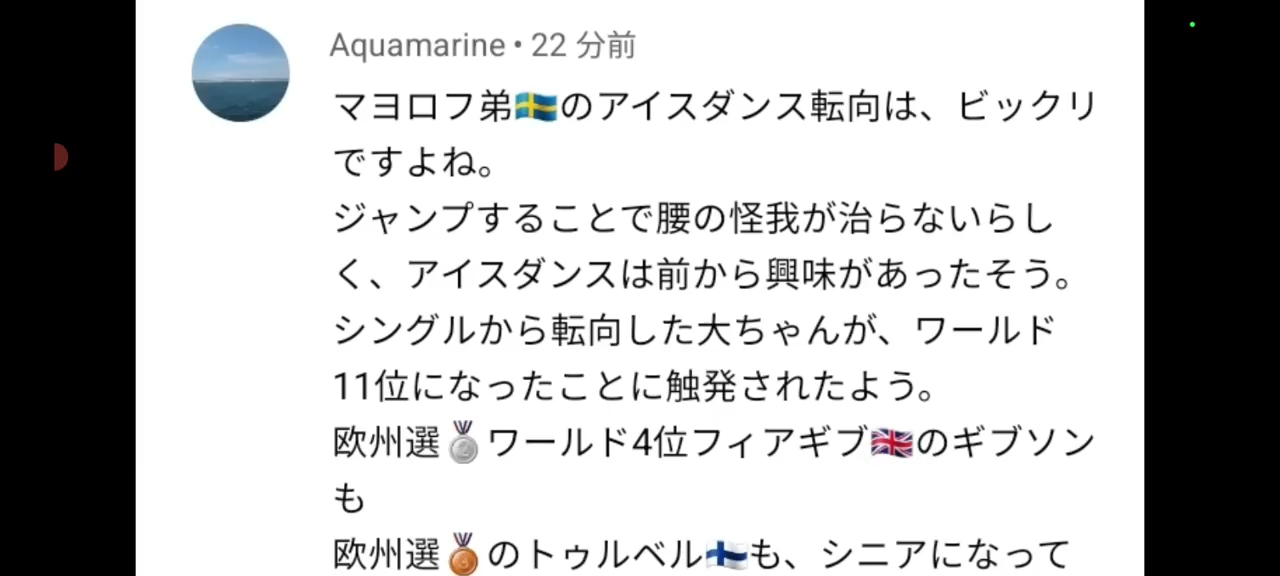 Aquamarine • 22 分前
マヨロフ弟🇸🇪のアイスダンス転向は、ビックリ
ですよね。
ジャンプすることで腰の怪我が治らないらし
く、アイスダンスは前から興味があったそう。
シングルから転向した大ちゃんが、ワールド
11位になったことに触発されたよう。
欧州選🥈ワールド4位フィアギブ🇬🇧のギブソン
も
欧州選🥉のトゥルベル🇫🇮も、シニアになって